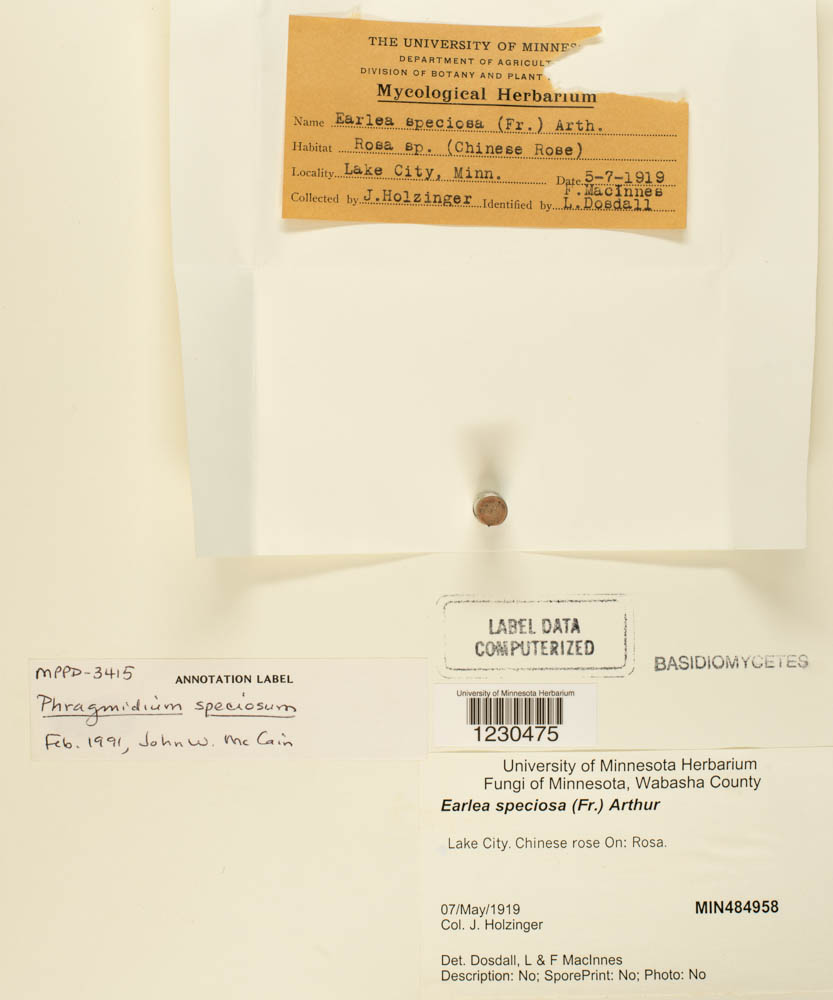 THE UNIVERSITY OF MINNES
DEPARTMENT OF AGRICULT
DIVISION OF BOTANY AND PLANT
Mycological Herbarium
Name Earlea speciosa (Fr.) Arth.
Habitat Rosa sp. (Chinese Rose)
Locality Lake City, Minn. Date 5-7-1919
F. MacInnes
Collected by J.Holzinger Identified by L. Dosdall
LABEL DATA
COMPUTERIZED
BASIDIOMYCETES
MPPD-3415 ANNOTATION LABEL
Phragmidium speciosum
Feb. 1991, John W. McCain
University of Minnesota Herbarium
1230475
University of Minnesota Herbarium
Fungi of Minnesota, Wabasha County
Earlea speciosa (Fr.) Arthur
Lake City. Chinese rose On: Rosa.
07/May/1919 MIN484958
Col. J. Holzinger
Det. Dosdall, L & F MacInnes
Description: No; SporePrint: No; Photo: No